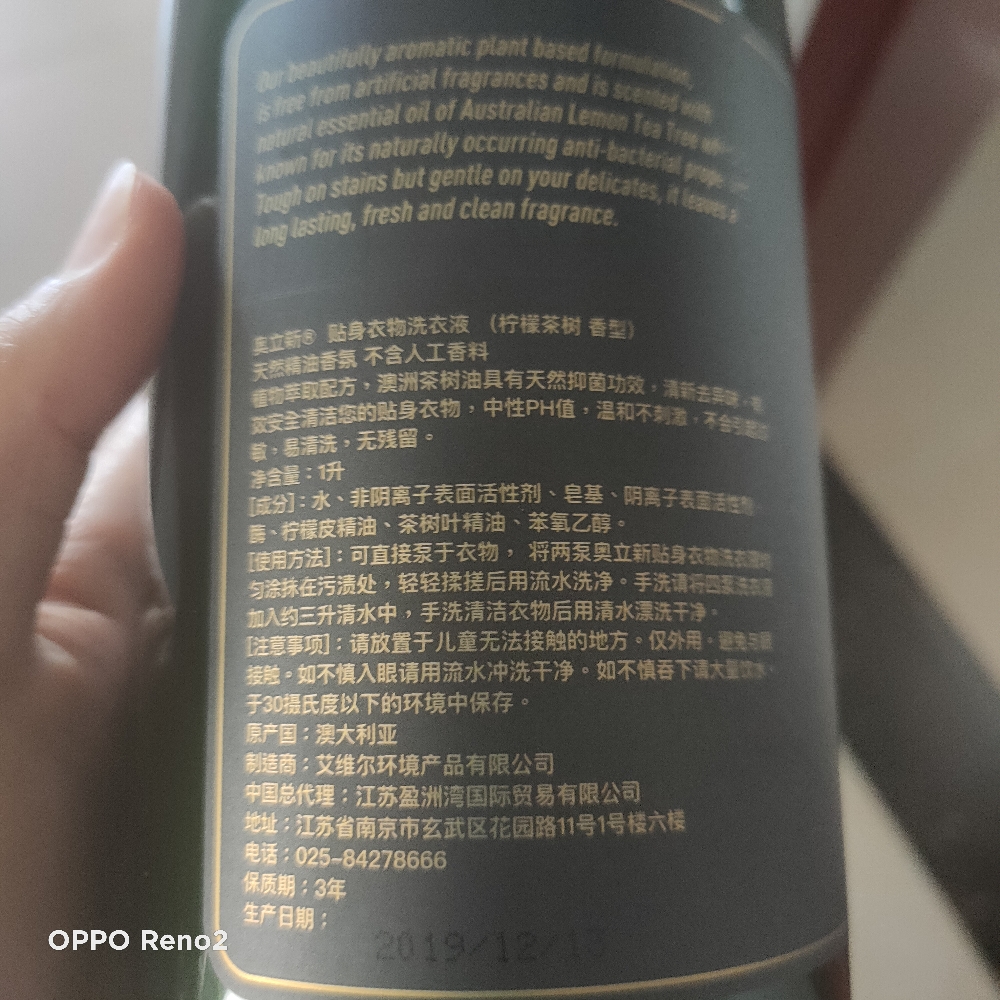 Our beautifully aromatic plant based formulation,
is free from artificial fragrances and is scented with
natural essential oil of Australian Lemon Tea Tree
known for its naturally occurring anti-bacterial
Tough on stains but gentle on your delicates, it leaves a
long lasting, fresh and clean fragrance.
奥立新® 贴身衣物洗衣液 （柠檬茶树 香型）
天然精油香氛 不含人工香料
植物萃取配方，澳洲茶树油具有天然抑菌功效，清新去异味，
效安全清洁您的贴身衣物，中性PH值，温和不刺激，不会引起过
敏，易清洗，无残留。
净含量：1升
[成分]：水、非阴离子表面活性剂、皂基、阴离子表面活性剂、
酶、柠檬皮精油、茶树叶精油、苯氧乙醇。
[使用方法]：可直接泵于衣物， 将两泵奥立新贴身衣物洗衣液均
匀涂抹在污渍处，轻轻揉搓后用流水洗净。手洗请将四泵洗衣液
加入约三升清水中，手洗清洁衣物后用清水漂洗干净。
[注意事项]：请放置于儿童无法接触的地方。仅外用，避免与眼
接触。如不慎入眼请用流水冲洗干净。如不慎吞下请大量饮水。
于30摄氏度以下的环境中保存。
原产国：澳大利亚
制造商：艾维尔环境产品有限公司
中国总代理：江苏盈洲湾国际贸易有限公司
地址：江苏省南京市玄武区花园路11号1号楼六楼
电话：025-84278666
保质期：3年
生产日期：
2019/12/
OPPO Reno2